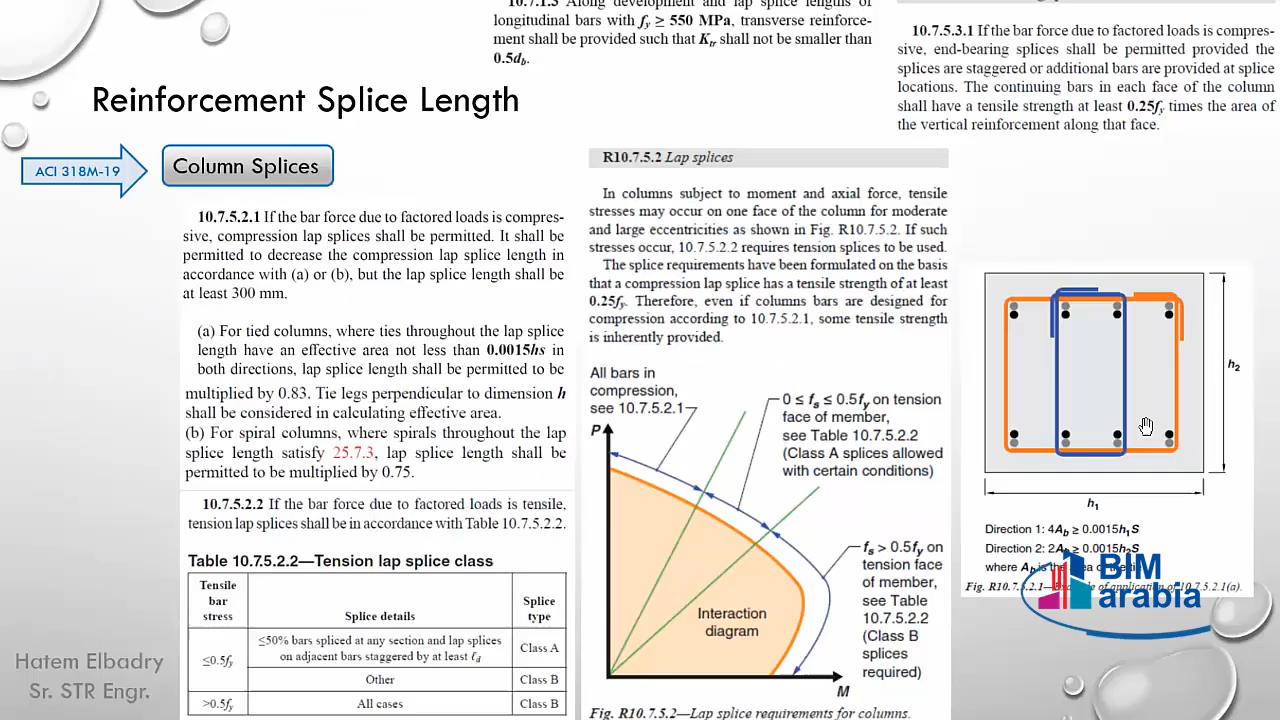 10.7.1.3 Along development and lap splice lengths of
longitudinal bars with fy ≥ 550 MPa, transverse reinforce-
ment shall be provided such that Ktr shall not be smaller than
0.5db.
10.7.5.3.1 If the bar force due to factored loads is compres-
sive, end-bearing splices shall be permitted provided the
splices are staggered or additional bars are provided at splice
locations. The continuing bars in each face of the column
shall have a tensile strength at least 0.25fy times the area of
the vertical reinforcement along that face.
Reinforcement Splice Length
ACI 318M-19
Column Splices
10.7.5.2.1 If the bar force due to factored loads is compres-
sive, compression lap splices shall be permitted. It shall be
permitted to decrease the compression lap splice length in
accordance with (a) or (b), but the lap splice length shall be
at least 300 mm.
(a) For tied columns, where ties throughout the lap splice
length have an effective area not less than 0.0015hs in
both directions, lap splice length shall be permitted to be
multiplied by 0.83. Tie legs perpendicular to dimension h
shall be considered in calculating effective area.
(b) For spiral columns, where spirals throughout the lap
splice length satisfy 25.7.3, lap splice length shall be
permitted to be multiplied by 0.75.
10.7.5.2.2 If the bar force due to factored loads is tensile,
tension lap splices shall be in accordance with Table 10.7.5.2.2.
Table 10.7.5.2.2—Tension lap splice class
Tensile bar stress Splice details Splice type
≤0.5fy ≤50% bars spliced at any section and lap splices
on adjacent bars staggered by at least ℓd Class A
Other Class B
>0.5fy All cases Class B
R10.7.5.2 Lap splices
In columns subject to moment and axial force, tensile
stresses may occur on one face of the column for moderate
and large eccentricities as shown in Fig. R10.7.5.2. If such
stresses occur, 10.7.5.2.2 requires tension splices to be used.
The splice requirements have been formulated on the basis
that a compression lap splice has a tensile strength of at least
0.25fy. Therefore, even if columns bars are designed for
compression according to 10.7.5.2.1, some tensile strength
is inherently provided.
All bars in
compression,
see 10.7.5.2.1
P
0 ≤ fs ≤ 0.5fy on tension
face of member,
see Table 10.7.5.2.2
(Class A splices allowed
with certain conditions)
fs > 0.5fy on
tension face
of member,
see Table
10.7.5.2.2
(Class B
splices
required)
Interaction
diagram
M
Fig. R10.7.5.2—Lap splice requirements for columns.
h2
h1
Direction 1: 4Ab ≥ 0.0015h1S
Direction 2: 2Ab ≥ 0.0015h2S
where Ab is the area of the tie
Fig. R10.7.5.2.1—Example of application of 10.7.5.2.1(a).
BIM
arabia
Hatem Elbadry
Sr. STR Engr.